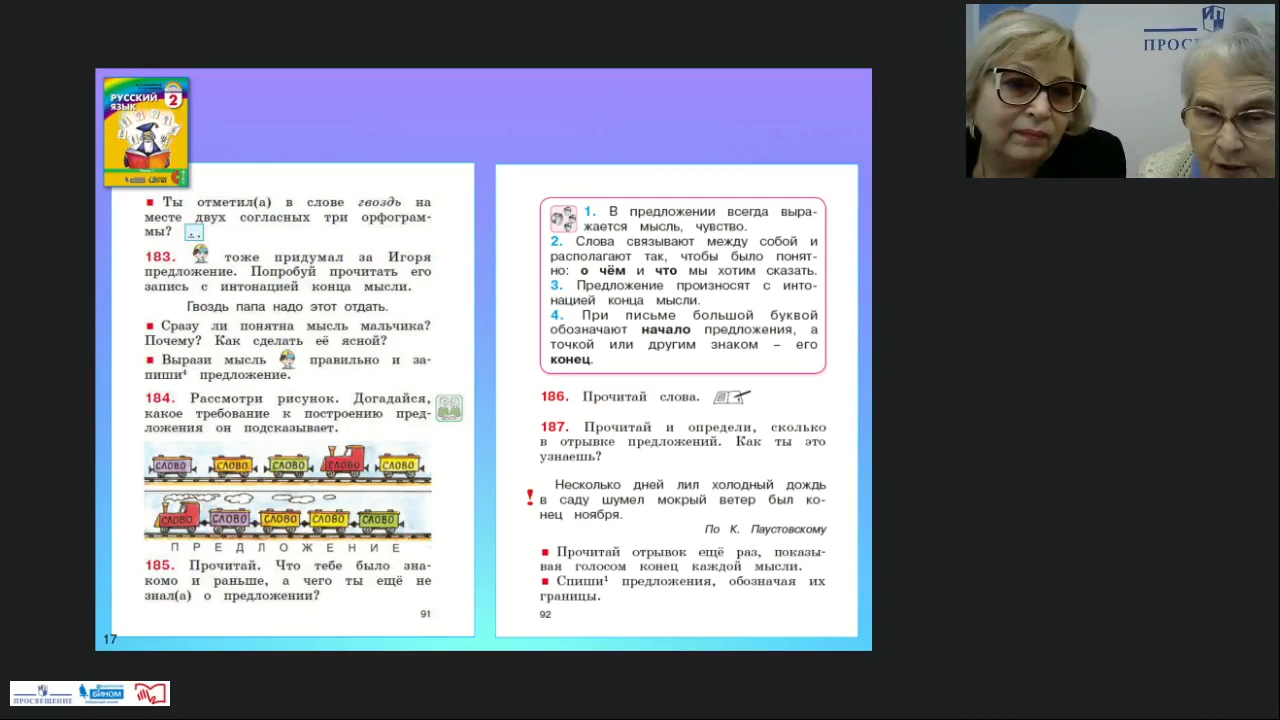 ПРОС
РУССКИЙ
ЯЗЫК
2
■ Ты отметил(а) в слове гвоздь на
месте двух согласных три орфограм-
мы?
183. тоже придумал за Игоря
предложение. Попробуй прочитать его
запись с интонацией конца мысли.
Гвоздь папа надо этот отдать.
■ Сразу ли понятна мысль мальчика?
Почему? Как сделать её ясной?
■ Вырази мысль правильно и за-
пиши⁴ предложение.
184. Рассмотри рисунок. Догадайся,
какое требование к построению пред-
ложения он подсказывает.
СЛОВО СЛОВО СЛОВО СЛОВО СЛОВО
СЛОВО СЛОВО СЛОВО СЛОВО СЛОВО
П Р Е Д Л О Ж Е Н И Е
185. Прочитай. Что тебе было зна-
комо и раньше, а чего ты ещё не
знал(а) о предложении?
91
1. В предложении всегда выра-
жается мысль, чувство.
2. Слова связывают между собой и
располагают так, чтобы было понят-
но: о чём и что мы хотим сказать.
3. Предложение произносят с инто-
нацией конца мысли.
4. При письме большой буквой
обозначают начало предложения, а
точкой или другим знаком – его
конец.
186. Прочитай слова.
187. Прочитай и определи, сколько
в отрывке предложений. Как ты это
узнаешь?
Несколько дней лил холодный дождь
! в саду шумел мокрый ветер был ко-
нец ноября.
По К. Паустовскому
■ Прочитай отрывок ещё раз, показы-
вая голосом конец каждой мысли.
■ Спиши¹ предложения, обозначая их
границы.
92
17
ПРОСВЕЩЕНИЕ
БИНОМ